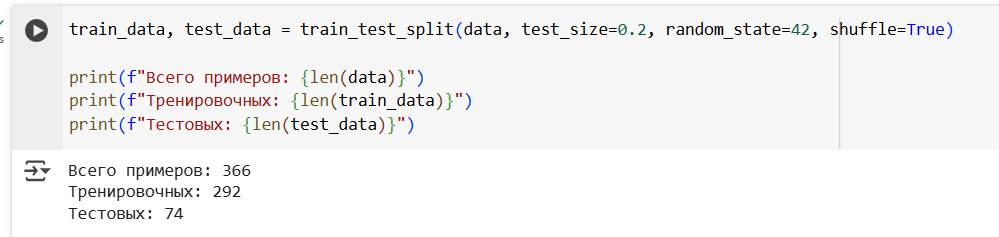 train_data, test_data = train_test_split(data, test_size=0.2, random_state=42, shuffle=True)
print(f"Всего примеров: {len(data)}")
print(f"Тренировочных: {len(train_data)}")
print(f"Тестовых: {len(test_data)}")
Всего примеров: 366
Тренировочных: 292
Тестовых: 74